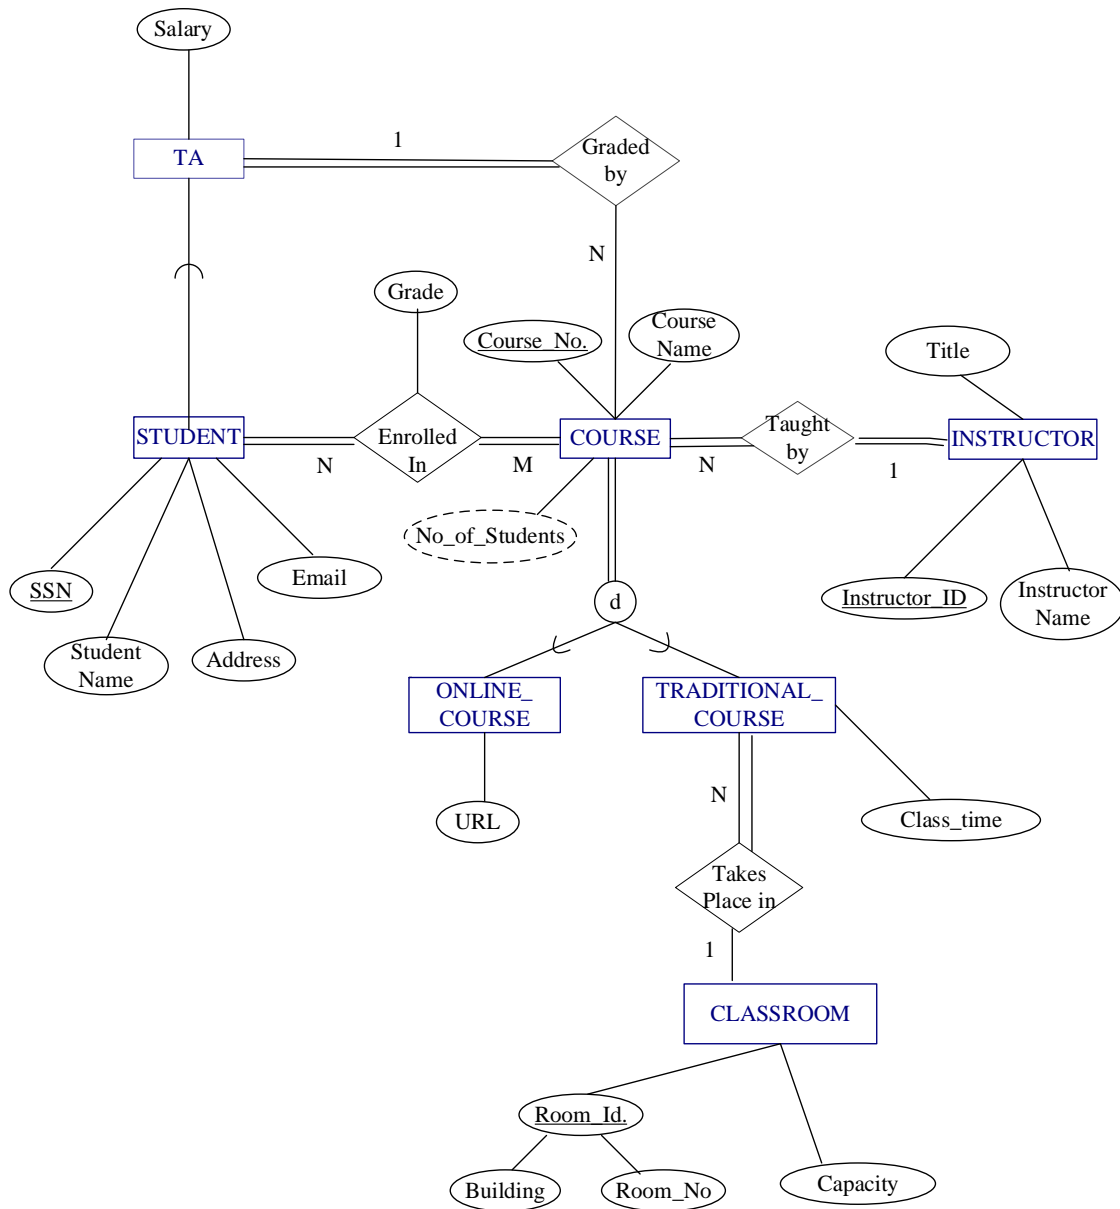 Salary
TA
1
Graded
by
N
Grade
Course_No.
Course
Name
Title
STUDENT
N
Enrolled
In
M
COURSE
N
Taught
by
1
INSTRUCTOR
No_of_Students
SSN
Student
Name
Address
Email
d
Instructor_ID
Instructor
Name
ONLINE_
COURSE
TRADITIONAL_
COURSE
URL
N
Class_time
Takes
Place in
1
CLASSROOM
Room_Id.
Building
Room_No
Capacity